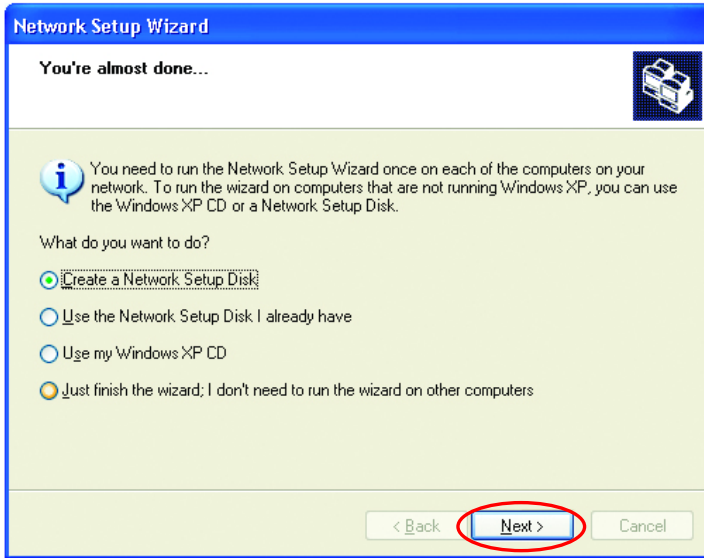 Network Setup Wizard
You're almost done...
You need to run the Network Setup Wizard once on each of the computers on your
network. To run the wizard on computers that are not running Windows XP, you can use
the Windows XP CD or a Network Setup Disk.
What do you want to do?
Create a Network Setup Disk
Use the Network Setup Disk I already have
Use my Windows XP CD
Just finish the wizard; I don't need to run the wizard on other computers
< Back
Next >
Cancel